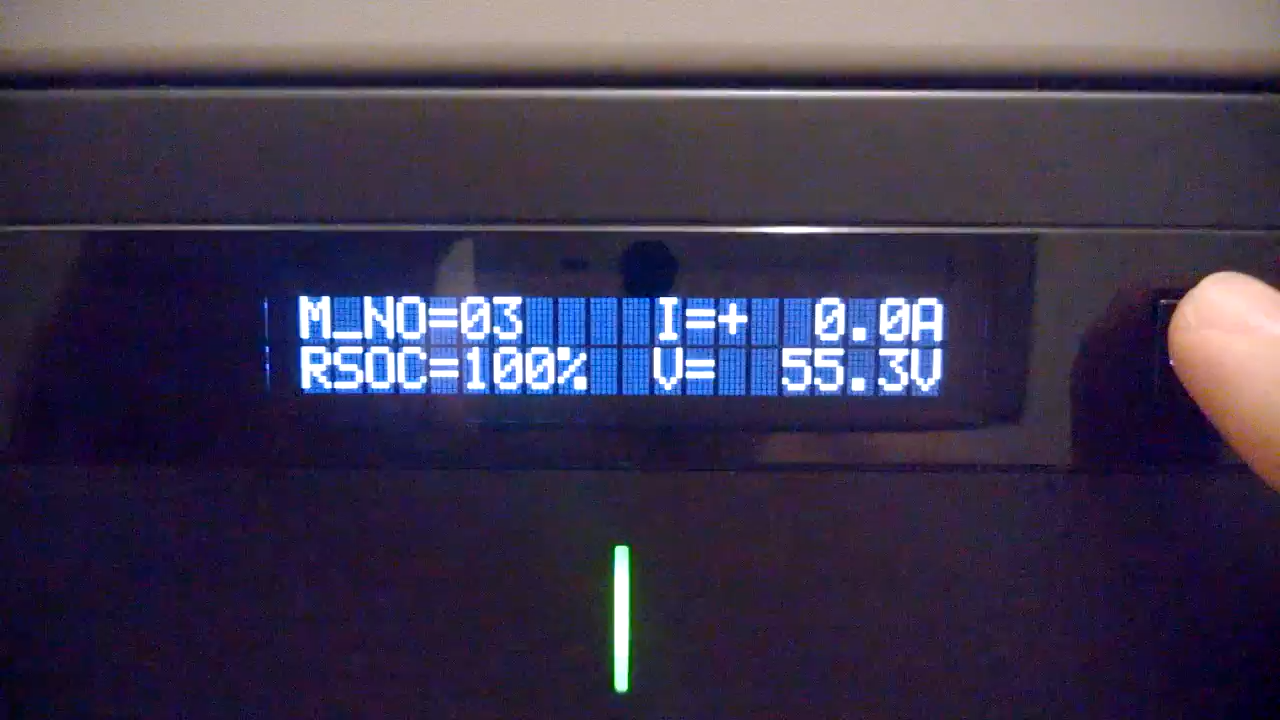 M_NO=03 I=+ 0.0A
RSOC=100% V= 55.3V